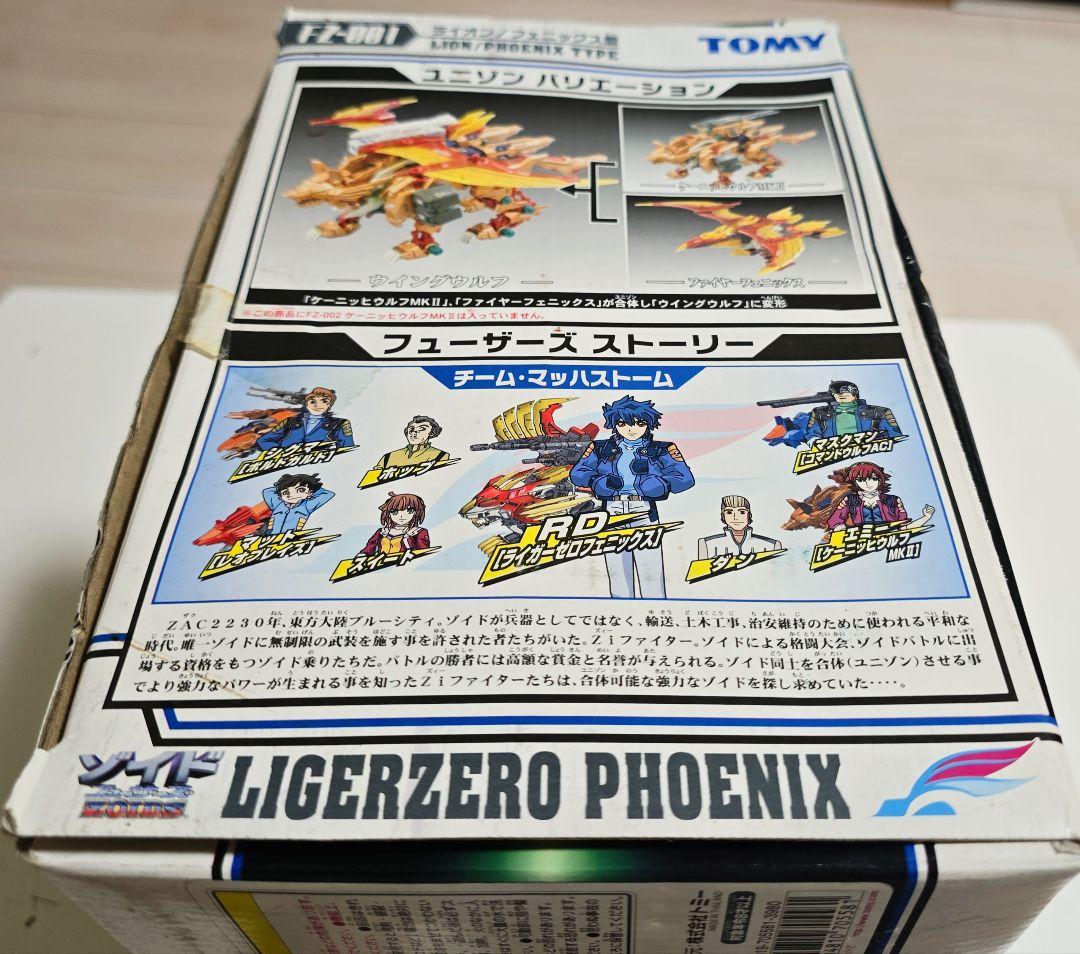 FZ-001
ライオン/フェニックス型
LION/PHOENIX TYPE
TOMY
ユニゾン バリエーション
ケーニッヒウルフMKⅡ
ファイヤーフェニックス
ウイングウルフ
「ケーニッヒウルフMKⅡ」、「ファイヤーフェニックス」が合体し「ウイングウルフ」に変形
※この商品にFZ-002 ケーニッヒウルフMKⅡは入っていません。
フューザーズ ストーリー
チーム・マッハストーム
シグマー
[ボルドガルド]
ホップ
マスクマン
[コマンドウルフAC]
マット
[レオブレイズ]
スイート
RD
[ライガーゼロフェニックス]
ダン
エミー
[ケーニッヒウルフ
MKⅡ]
ZAC2230年、東方大陸ブルーシティ。ゾイドが兵器としてではなく、輸送、土木工事、治安維持のために使われる平和な
時代。唯一ゾイドに無制限の武装を施す事を許された者たちがいた。Ziファイター。ゾイドによる格闘大会、ゾイドバトルに出
場する資格をもつゾイド乗りたちだ。バトルの勝者には高額な賞金と名誉が与えられる。ゾイド同士を合体(ユニゾン)させる事
でより強力なパワーが生まれる事を知ったZiファイターたちは、合体可能な強力なゾイドを探し求めていた‥‥。
ゾイド
ZOIDS
LIGERZERO PHOENIX
株式会社トミー
MADE IN THAILAND